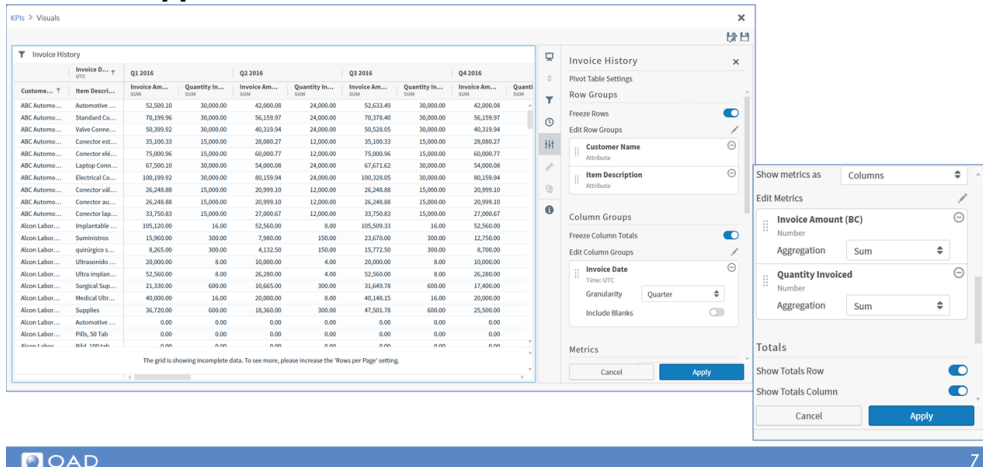 KPIs > Visuals
Invoice History
Invoice D... ↑
UTC
Q1 2016 Q2 2016 Q3 2016 Q4 2016
Custome... ↑ Item Descri... Invoice Am... Quantity In... Invoice Am... Quantity In... Invoice Am... Quantity In... Invoice Am... Quanti
SUM SUM SUM SUM SUM SUM SUM SUM
ABC Automo... Automotive ... 52,500.10 30,000.00 42,000.08 24,000.00 52,633.49 30,000.00 42,000.08
ABC Automo... Standard Co... 70,199.96 30,000.00 56,159.97 24,000.00 70,378.40 30,000.00 56,159.97
ABC Automo... Valve Conne... 50,399.92 30,000.00 40,319.94 24,000.00 50,528.05 30,000.00 40,319.94
ABC Automo... Conector est... 35,100.33 15,000.00 28,080.27 12,000.00 35,100.33 15,000.00 28,080.27
ABC Automo... Conector elé... 75,000.96 15,000.00 60,000.77 12,000.00 75,000.96 15,000.00 60,000.77
ABC Automo... Laptop Conn... 67,500.10 30,000.00 54,000.08 24,000.00 67,671.62 30,000.00 54,000.08
ABC Automo... Electrical Co... 100,199.92 30,000.00 80,159.94 24,000.00 100,328.05 30,000.00 80,159.94
ABC Automo... Conector vál... 26,248.88 15,000.00 20,999.10 12,000.00 26,248.88 15,000.00 20,999.10
ABC Automo... Conector au... 26,248.88 15,000.00 20,999.10 12,000.00 26,248.88 15,000.00 20,999.10
ABC Automo... Conector lap... 33,750.83 15,000.00 27,000.67 12,000.00 33,750.83 15,000.00 27,000.67
Alcon Labor... Implantable ... 105,120.00 16.00 52,560.00 8.00 105,509.33 16.00 52,560.00
Alcon Labor... Suministros 15,960.00 300.00 7,980.00 150.00 23,670.00 300.00 12,750.00
Alcon Labor... quirúrgico s... 8,265.00 300.00 4,132.50 150.00 15,772.50 300.00 8,700.00
Alcon Labor... Ultrasonido ... 20,000.00 8.00 10,000.00 4.00 20,000.00 8.00 10,000.00
Alcon Labor... Ultra implan... 52,560.00 8.00 26,280.00 4.00 52,560.00 8.00 26,280.00
Alcon Labor... Surgical Sup... 21,330.00 600.00 10,665.00 300.00 31,649.78 600.00 17,400.00
Alcon Labor... Medical Ultr... 40,000.00 16.00 20,000.00 8.00 40,148.15 16.00 20,000.00
Alcon Labor... Supplies 36,720.00 600.00 18,360.00 300.00 47,501.78 600.00 25,500.00
Alcon Labor... Automotive ... 0.00 0.00 0.00 0.00 0.00 0.00 0.00
Alcon Labor... Pills, 50 Tab 0.00 0.00 0.00 0.00 0.00 0.00 0.00
The grid is showing incomplete data. To see more, please increase the 'Rows per Page' setting.
Invoice History
Pivot Table Settings
Row Groups
Freeze Rows
Edit Row Groups
Customer Name
Attribute
Item Description
Attribute
Column Groups
Freeze Column Totals
Edit Column Groups
Invoice Date
Time: UTC
Granularity Quarter
Include Blanks
Metrics
Cancel Apply
Show metrics as Columns
Edit Metrics
Invoice Amount (BC)
Number
Aggregation Sum
Quantity Invoiced
Number
Aggregation Sum
Totals
Show Totals Row
Show Totals Column
Cancel Apply
QAD
7